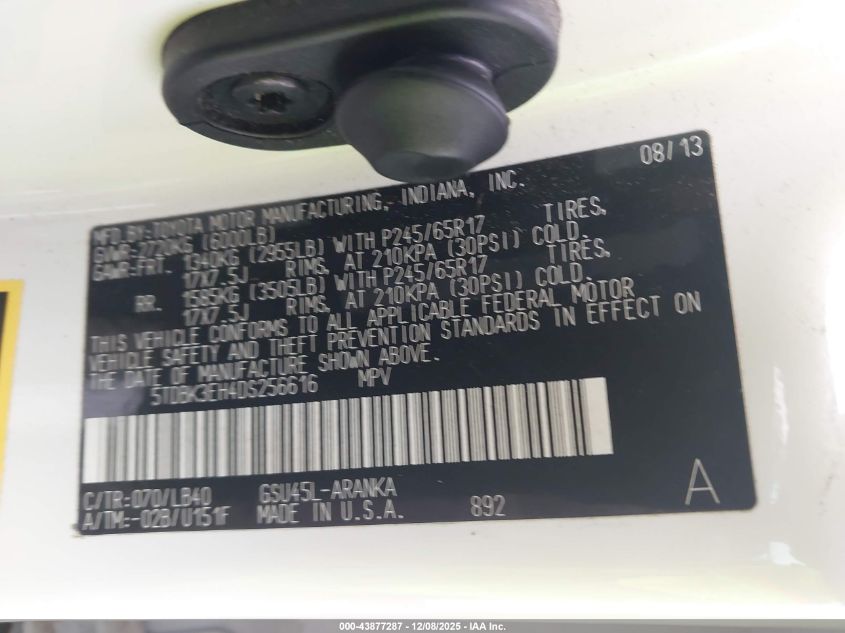 08/13
MFD.BY:TOYOTA MOTOR MANUFACTURING, INDIANA, INC.
GVWR:2720KG (6000LB)
GAWR:FRT. 1340KG (2955LB) WITH P245/65R17 TIRES,
17X7.5J RIMS, AT 210KPA (30PSI) COLD.
RR. 1585KG (3505LB) WITH P245/65R17 TIRES,
17X7.5J RIMS, AT 210KPA (30PSI) COLD.
THIS VEHICLE CONFORMS TO ALL APPLICABLE FEDERAL MOTOR
VEHICLE SAFETY AND THEFT PREVENTION STANDARDS IN EFFECT ON
THE DATE OF MANUFACTURE SHOWN ABOVE.
5TDBK3EH4DS256616 MPV
C/TR:070/LB40 GSU45L-ARANKA
A/TM:-02B/U151F MADE IN U.S.A. 892 A
000-43877287 - 12/08/2025 - IAA Inc.